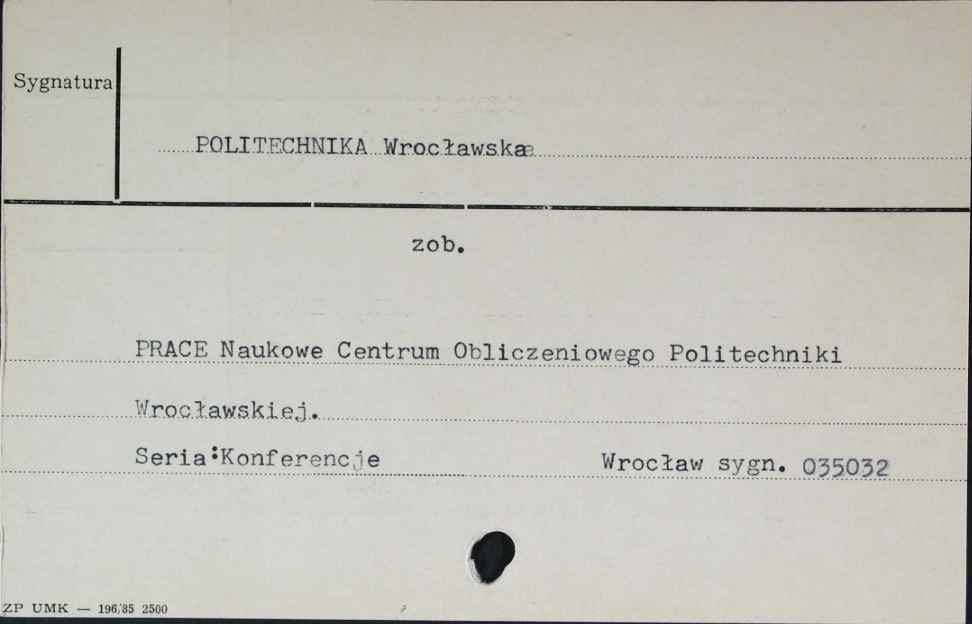 Sygnatura
POLITECHNIKA Wrocławska
zob.
PRACE Naukowe Centrum Obliczeniowego Politechniki
Wrocławskiej.
Seria:Konferencje Wrocław sygn. 035032
ZP UMK — 196/85 2500